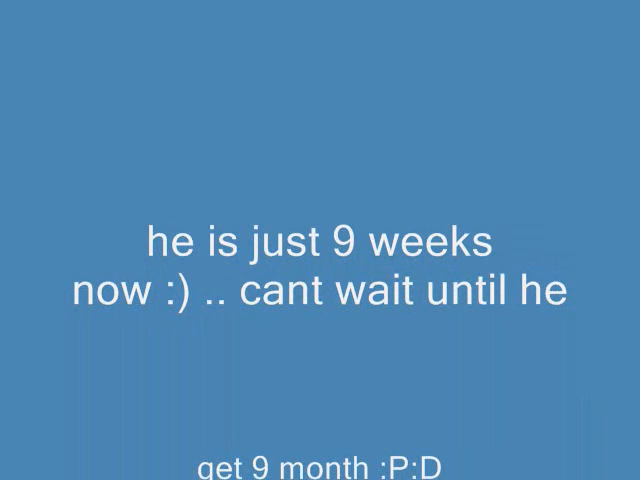 he is just 9 weeks
now :) .. cant wait until he
get 9 month :P:D